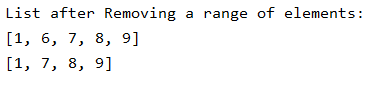 List after Removing a range of elements:
[1, 6, 7, 8, 9]
[1, 7, 8, 9]